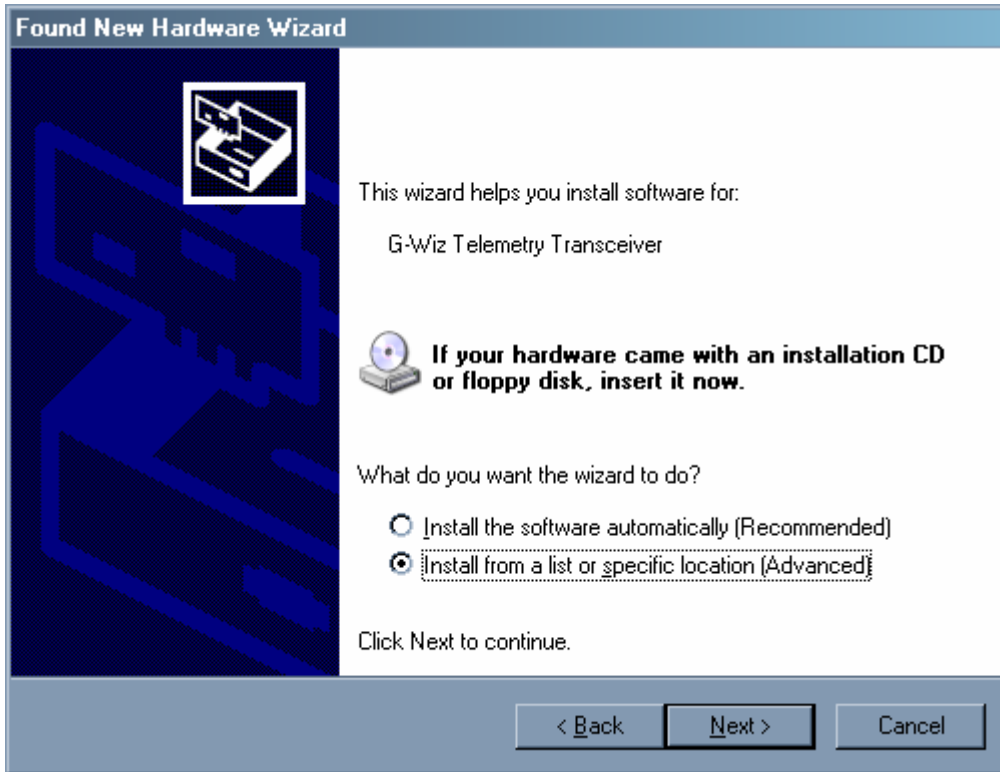 Found New Hardware Wizard
This wizard helps you install software for:
G-Wiz Telemetry Transceiver
If your hardware came with an installation CD
or floppy disk, insert it now.
What do you want the wizard to do?
Install the software automatically (Recommended)
Install from a list or specific location (Advanced)
Click Next to continue.
< Back Next > Cancel